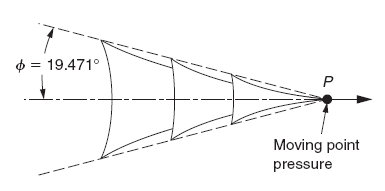 ϕ = 19.471°
P
Moving point
pressure